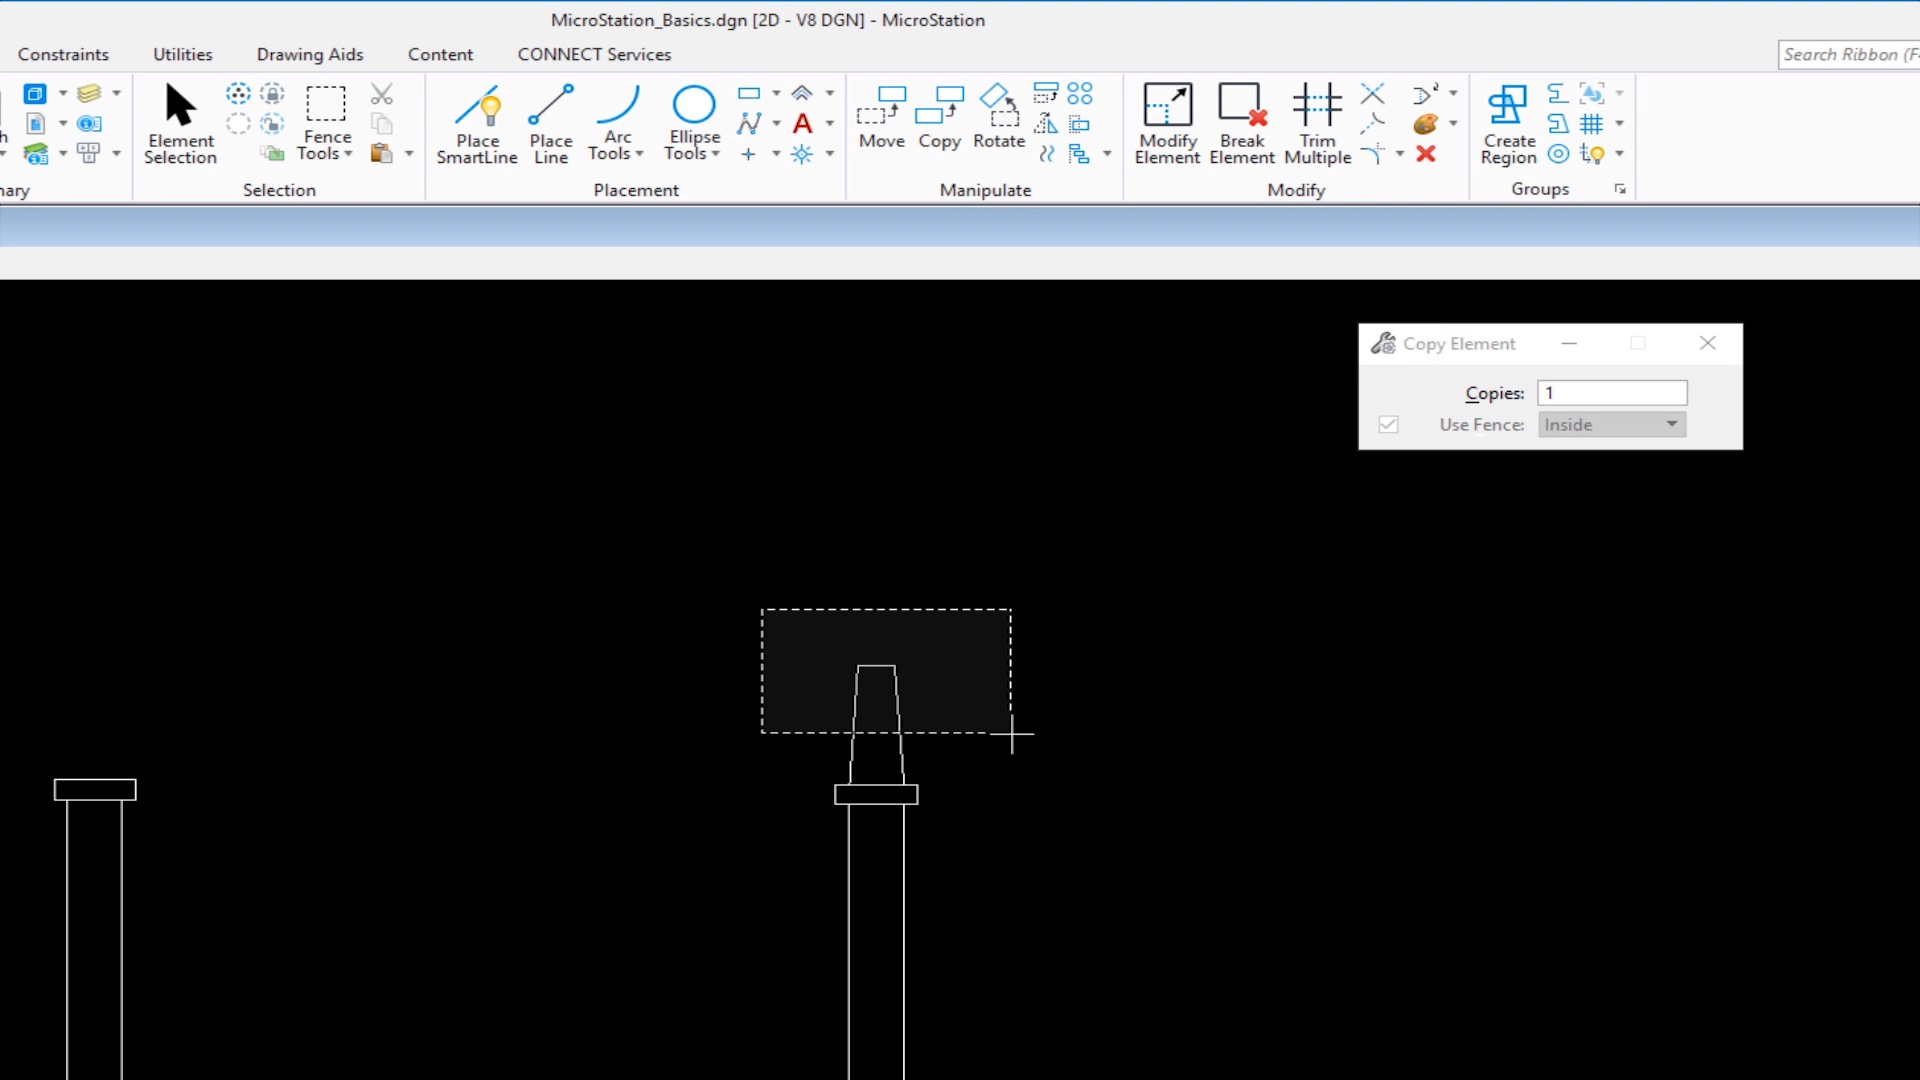 MicroStation_Basics.dgn [2D - V8 DGN] - MicroStation
Constraints Utilities Drawing Aids Content CONNECT Services
Search Ribbon (F4
Element Selection
Fence Tools
Place SmartLine
Place Line
Arc Tools
Ellipse Tools
A
Move
Copy
Rotate
Modify Element
Break Element
Trim Multiple
Create Region
Selection
Placement
Manipulate
Modify
Groups
Copy Element
Copies: 1
Use Fence: Inside